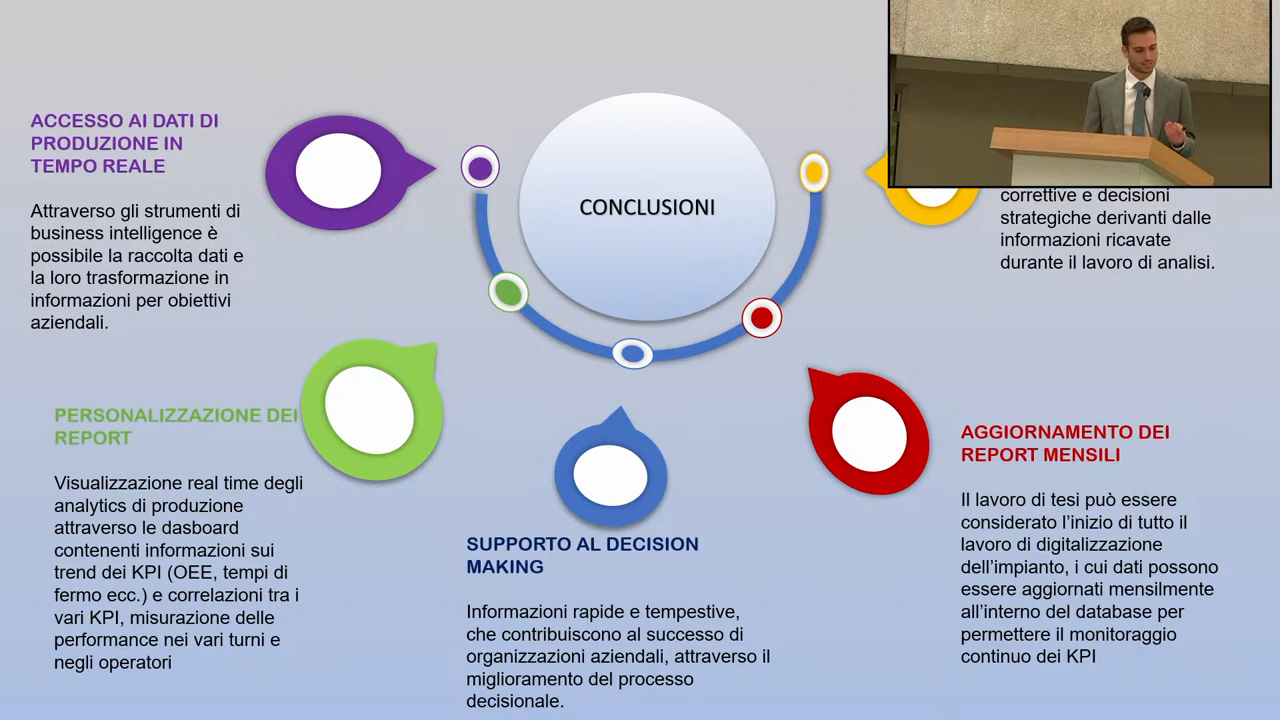 ACCESSO AI DATI DI
PRODUZIONE IN
TEMPO REALE
Attraverso gli strumenti di
business intelligence è
possibile la raccolta dati e
la loro trasformazione in
informazioni per obiettivi
aziendali.
PERSONALIZZAZIONE DEI
REPORT
Visualizzazione real time degli
analytics di produzione
attraverso le dasboard
contenenti informazioni sui
trend dei KPI (OEE, tempi di
fermo ecc.) e correlazioni tra i
vari KPI, misurazione delle
performance nei vari turni e
negli operatori
CONCLUSIONI
SUPPORTO AL DECISION
MAKING
Informazioni rapide e tempestive,
che contribuiscono al successo di
organizzazioni aziendali, attraverso il
miglioramento del processo
decisionale.
correttive e decisioni
strategiche derivanti dalle
informazioni ricavate
durante il lavoro di analisi.
AGGIORNAMENTO DEI
REPORT MENSILI
Il lavoro di tesi può essere
considerato l'inizio di tutto il
lavoro di digitalizzazione
dell'impianto, i cui dati possono
essere aggiornati mensilmente
all'interno del database per
permettere il monitoraggio
continuo dei KPI